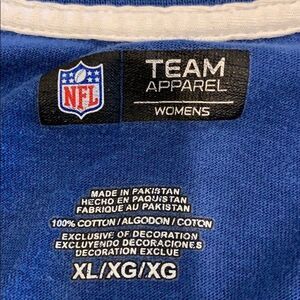 NFL
TEAM
APPAREL
WOMENS
MADE IN PAKISTAN
HECHO EN PAQUISTAN
FABRIQUE AU PAKISTAN
100% COTTON / ALGODON / COTON
EXCLUSIVE OF DECORATION
EXCLUYENDO DECORACIONES
DECORATION EXCLUE
XL/XG/XG